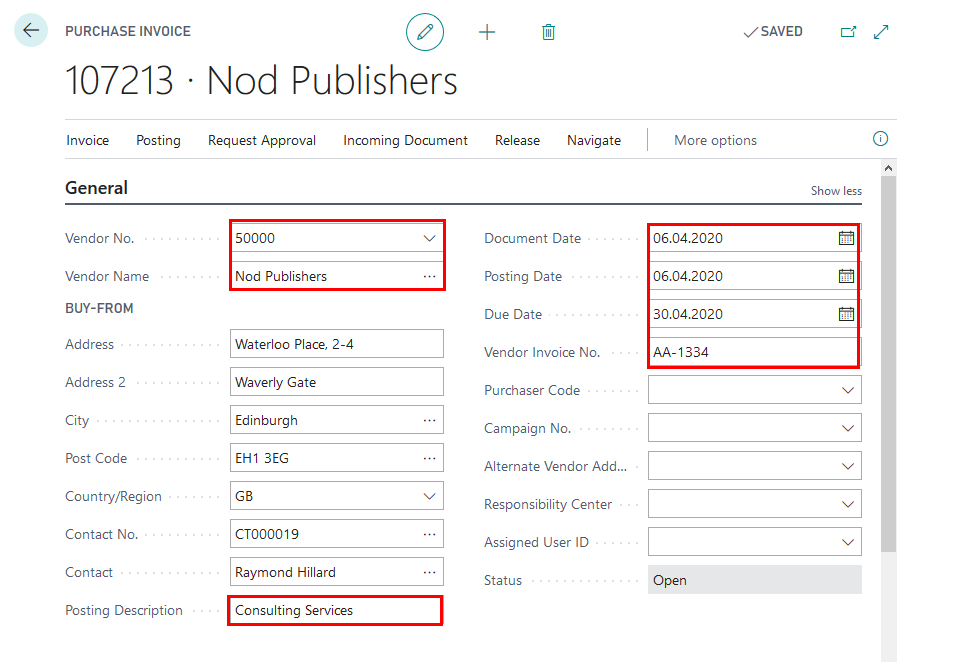 PURCHASE INVOICE
SAVED
107213 · Nod Publishers
Invoice Posting Request Approval Incoming Document Release Navigate More options
General
Show less
Vendor No. 50000
Vendor Name Nod Publishers
BUY-FROM
Address Waterloo Place, 2-4
Address 2 Waverly Gate
City Edinburgh
Post Code EH1 3EG
Country/Region GB
Contact No. CT000019
Contact Raymond Hillard
Posting Description Consulting Services
Document Date 06.04.2020
Posting Date 06.04.2020
Due Date 30.04.2020
Vendor Invoice No. AA-1334
Purchaser Code
Campaign No.
Alternate Vendor Add...
Responsibility Center
Assigned User ID
Status Open